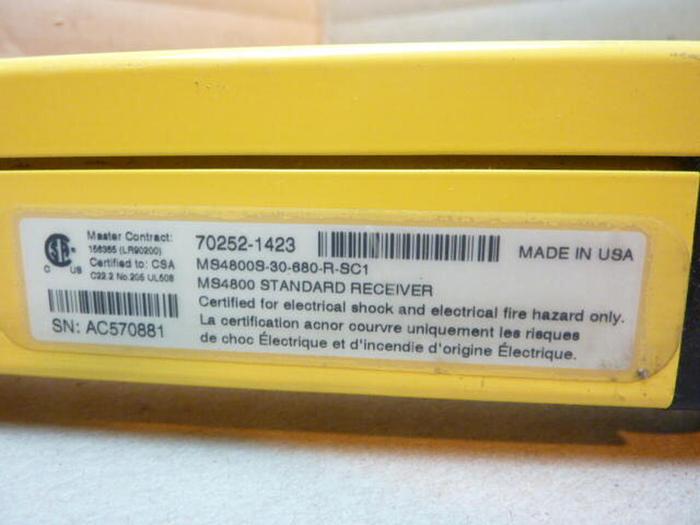 Master Contract:
156365 (LR90200)
Certified to: CSA
C US
C22.2 No.205 UL508
SN: AC570881
70252-1423
MADE IN USA
MS4800S-30-680-R-SC1
MS4800 STANDARD RECEIVER
Certified for electrical shock and electrical fire hazard only.
La certification acnor courvre uniquement les risques
de choc Électrique et d'incendie d'origine Électrique.